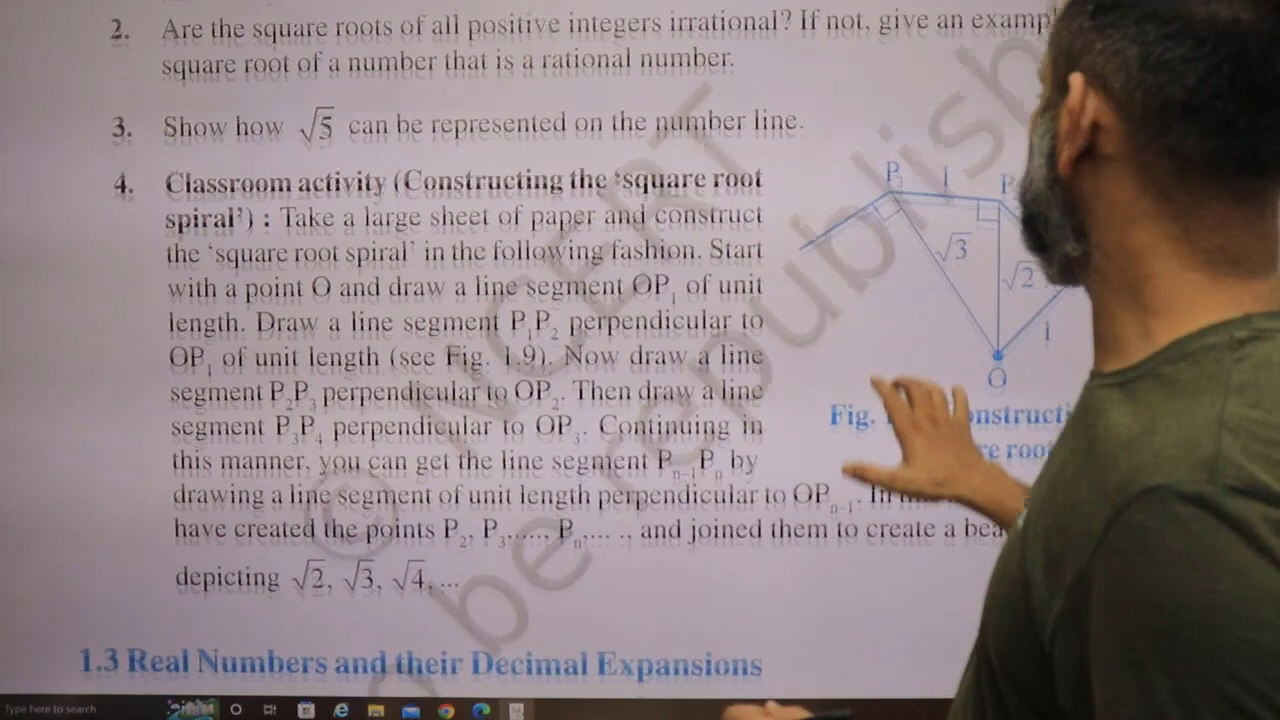 2. Are the square roots of all positive integers irrational? If not, give an
square root of a number that is a rational number.
3. Show how √5 can be represented on the number line.
4. Classroom activity (Constructing the ‘square root
spiral’) : Take a large sheet of paper and construct
the ‘square root spiral’ in the following fashion. Start
with a point O and draw a line segment OP₁ of unit
length. Draw a line segment P₁P₂ perpendicular to
OP₁ of unit length (see Fig. 1.9). Now draw a line
segment P₂P₃ perpendicular to OP₂. Then draw a line
segment P₃P₄ perpendicular to OP₃. Continuing in
this manner, you can get the line segment Pₙ₋₁Pₙ by
drawing a line segment of unit length perpendicular to OPₙ₋₁. In
have created the points P₂, P₃,....., Pₙ,.... ., and joined them to create a
depicting √2, √3, √4, ...
P₃ 1 P
√3 √2
1
O
Fig.
1.3 Real Numbers and their Decimal Expansions
© NCERT
be republish
Type here to search